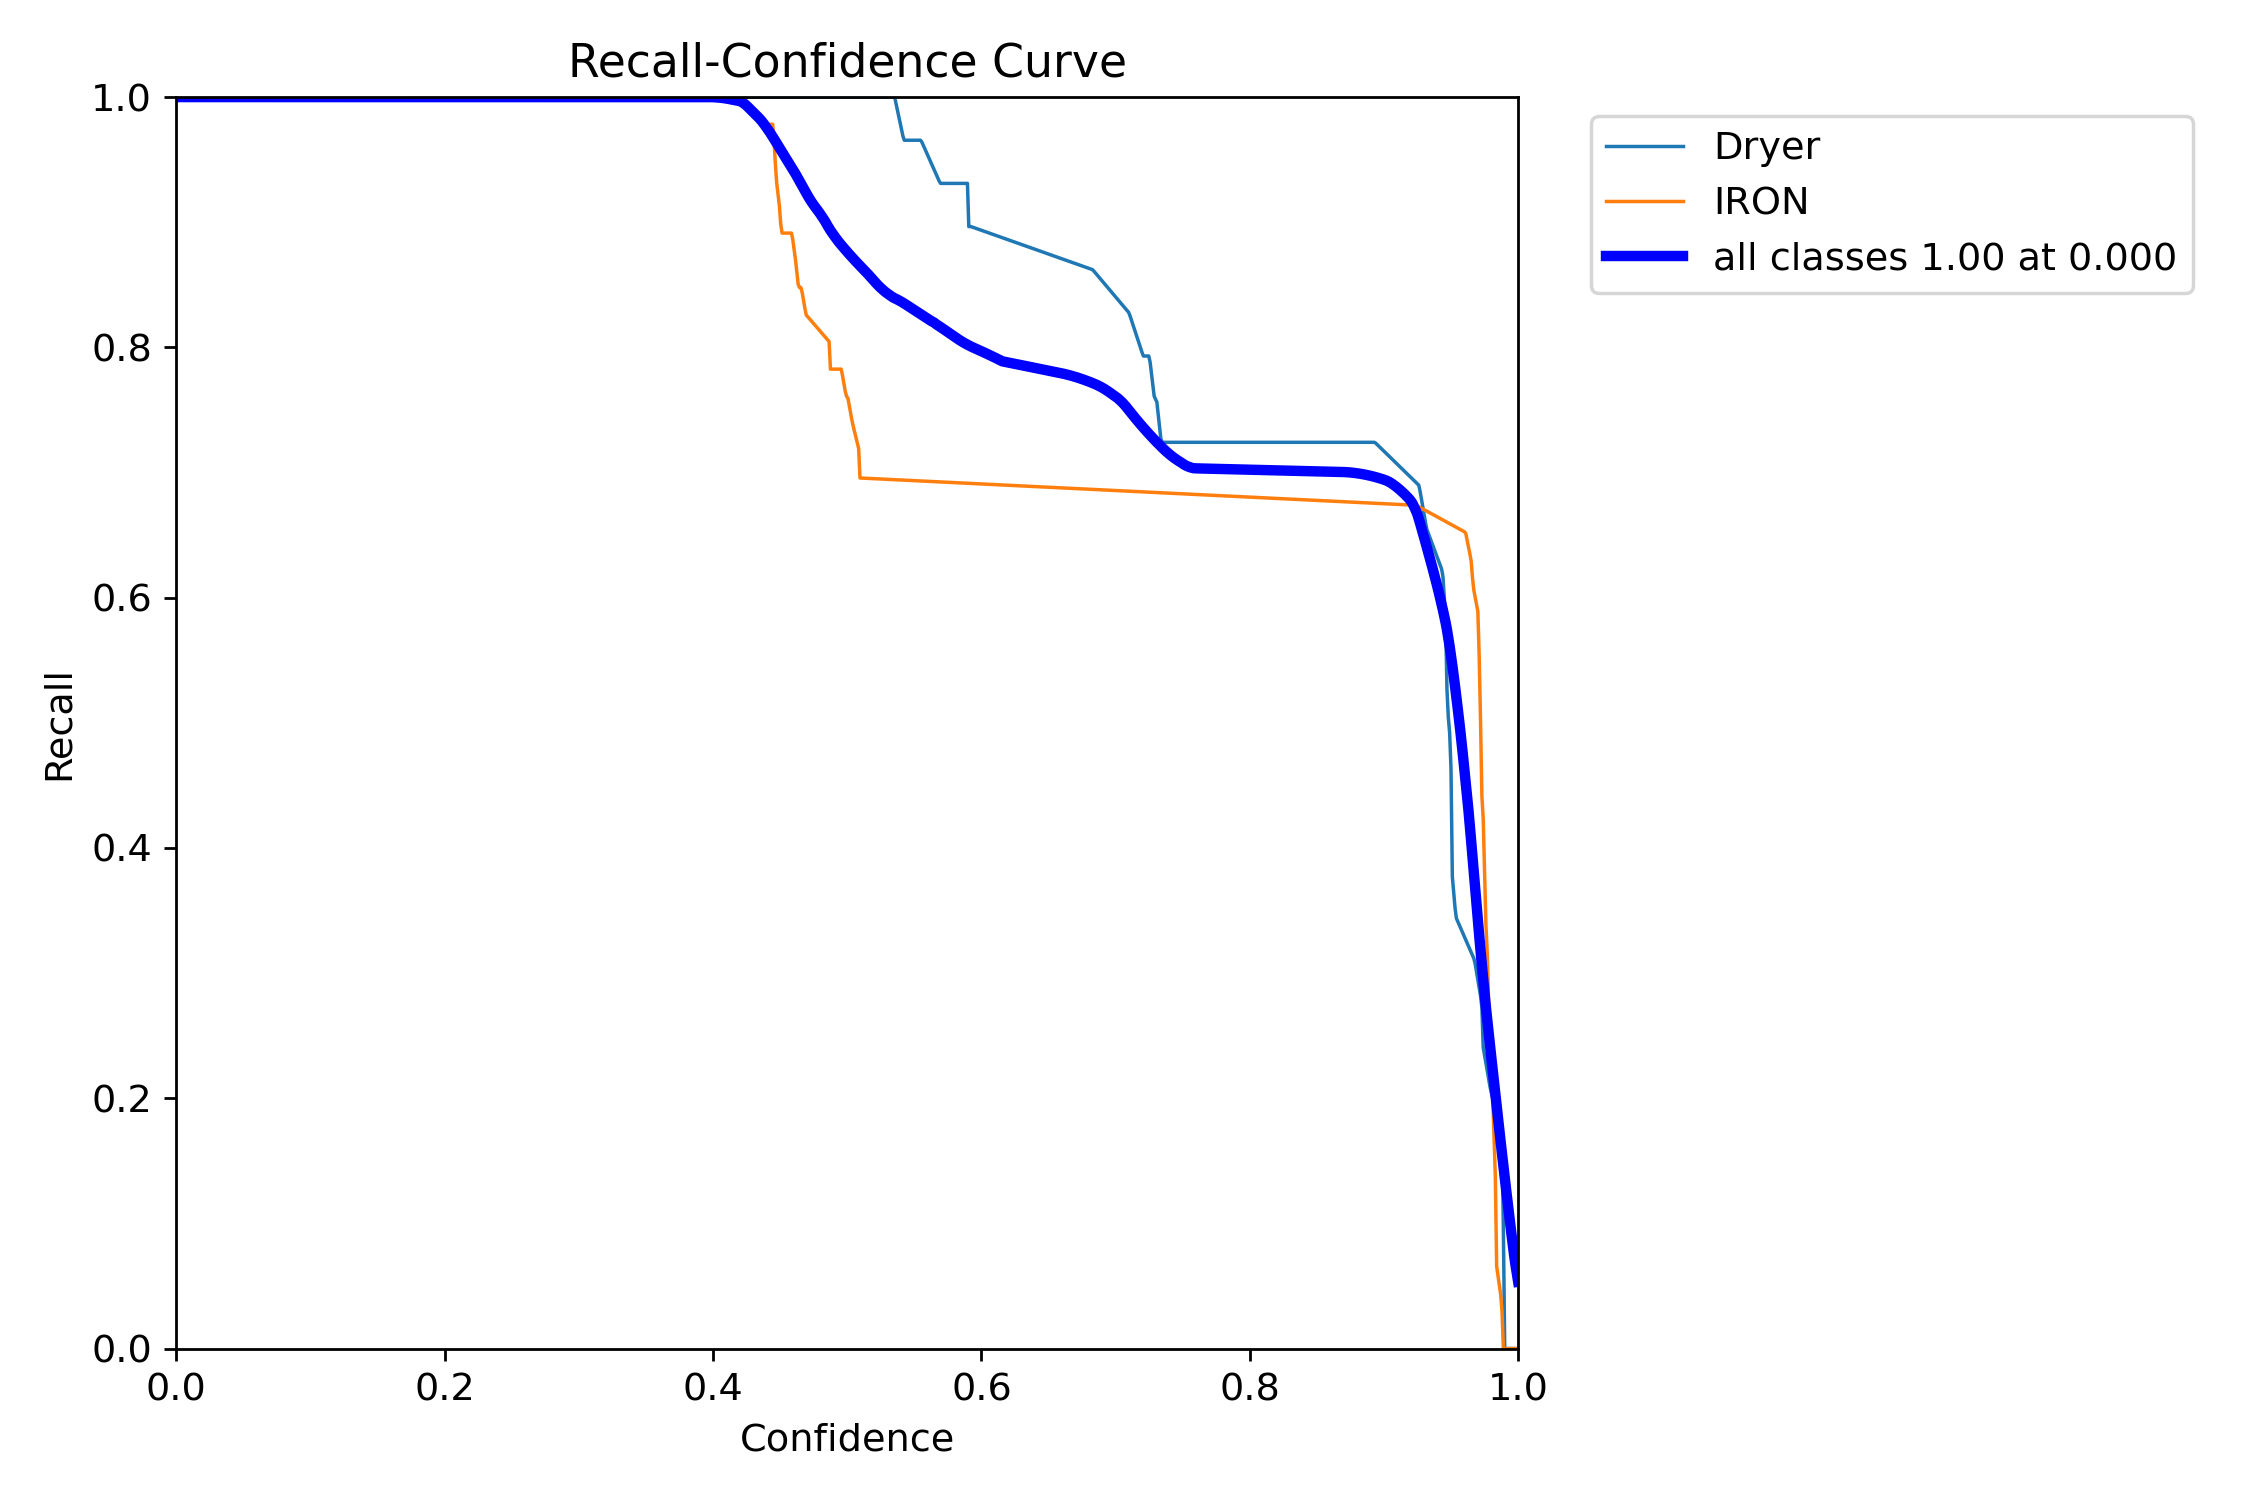 Recall-Confidence Curve
1.0
0.8
0.6
0.4
0.2
0.0
Recall
0.0 0.2 0.4 0.6 0.8 1.0
Confidence
Dryer
IRON
all classes 1.00 at 0.000